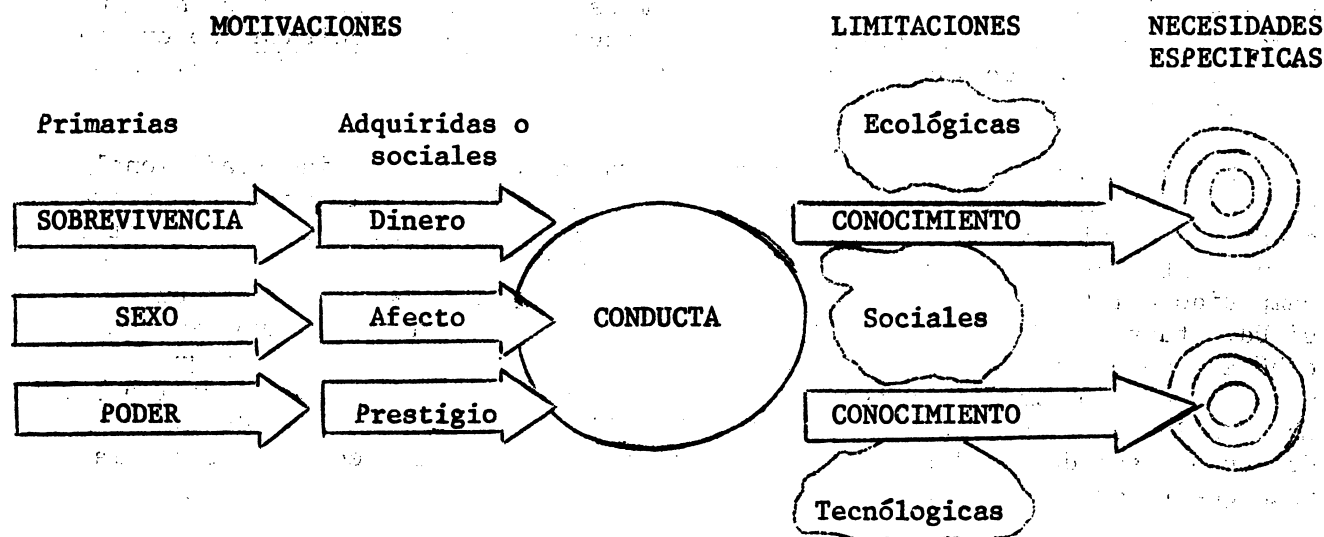 MOTIVACIONES
LIMITACIONES
NECESIDADES
ESPECIFICAS
Primarias
Adquiridas o
sociales
Ecológicas
SOBREVIVENCIA
Dinero
CONOCIMIENTO
SEXO
Afecto
CONDUCTA
Sociales
PODER
Prestigio
CONOCIMIENTO
Tecnólogicas